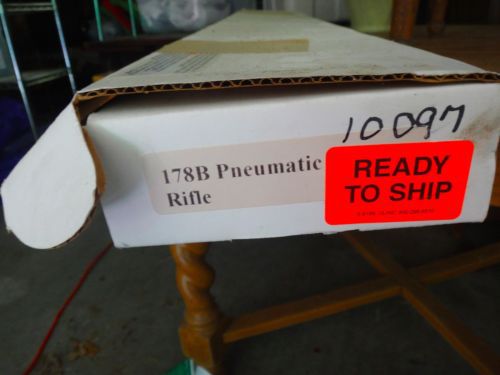 10097
178B Pneumatic
Rifle
READY
TO SHIP